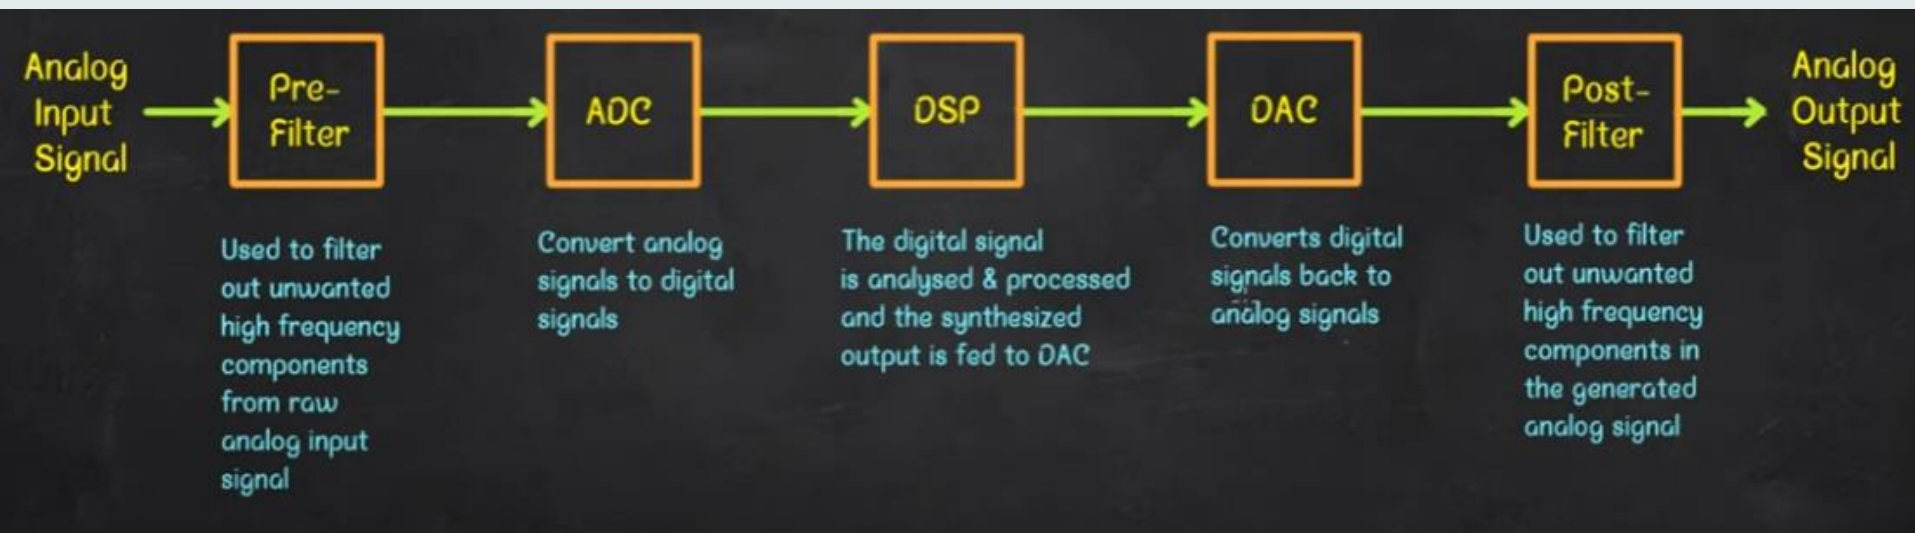 Analog
Input
Signal
Pre-
Filter
ADC
DSP
DAC
Post-
Filter
Analog
Output
Signal
Used to filter
out unwanted
high frequency
components
from raw
analog input
signal
Convert analog
signals to digital
signals
The digital signal
is analysed & processed
and the synthesized
output is fed to DAC
Converts digital
signals back to
analog signals
Used to filter
out unwanted
high frequency
components in
the generated
analog signal